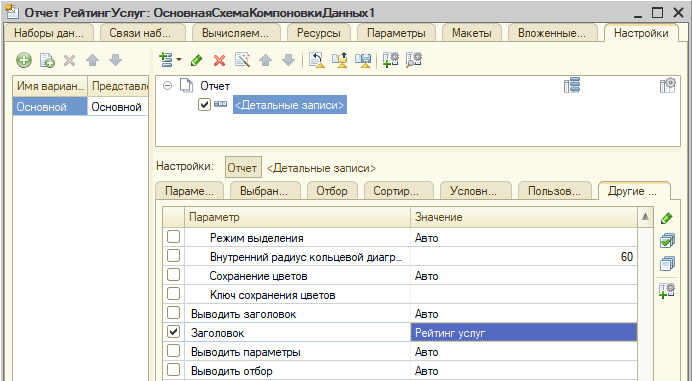 Отчет РейтингУслуг: ОсновнаяСхемаКомпоновкиДанных1
Наборы дан... Связи наб... Вычисляем... Ресурсы Параметры Макеты Вложенные... Настройки
Имя вариан... Представле
Основной Основной
Отчет
<Детальные записи>
Настройки: Отчет <Детальные записи>
Параме... Выбран... Отбор Сортир... Условн... Пользов... Другие ...
Параметр Значение
Режим выделения Авто
Внутренний радиус кольцевой диагр... 60
Сохранение цветов Авто
Ключ сохранения цветов
Выводить заголовок Авто
Заголовок Рейтинг услуг
Выводить параметры Авто
Выводить отбор Авто